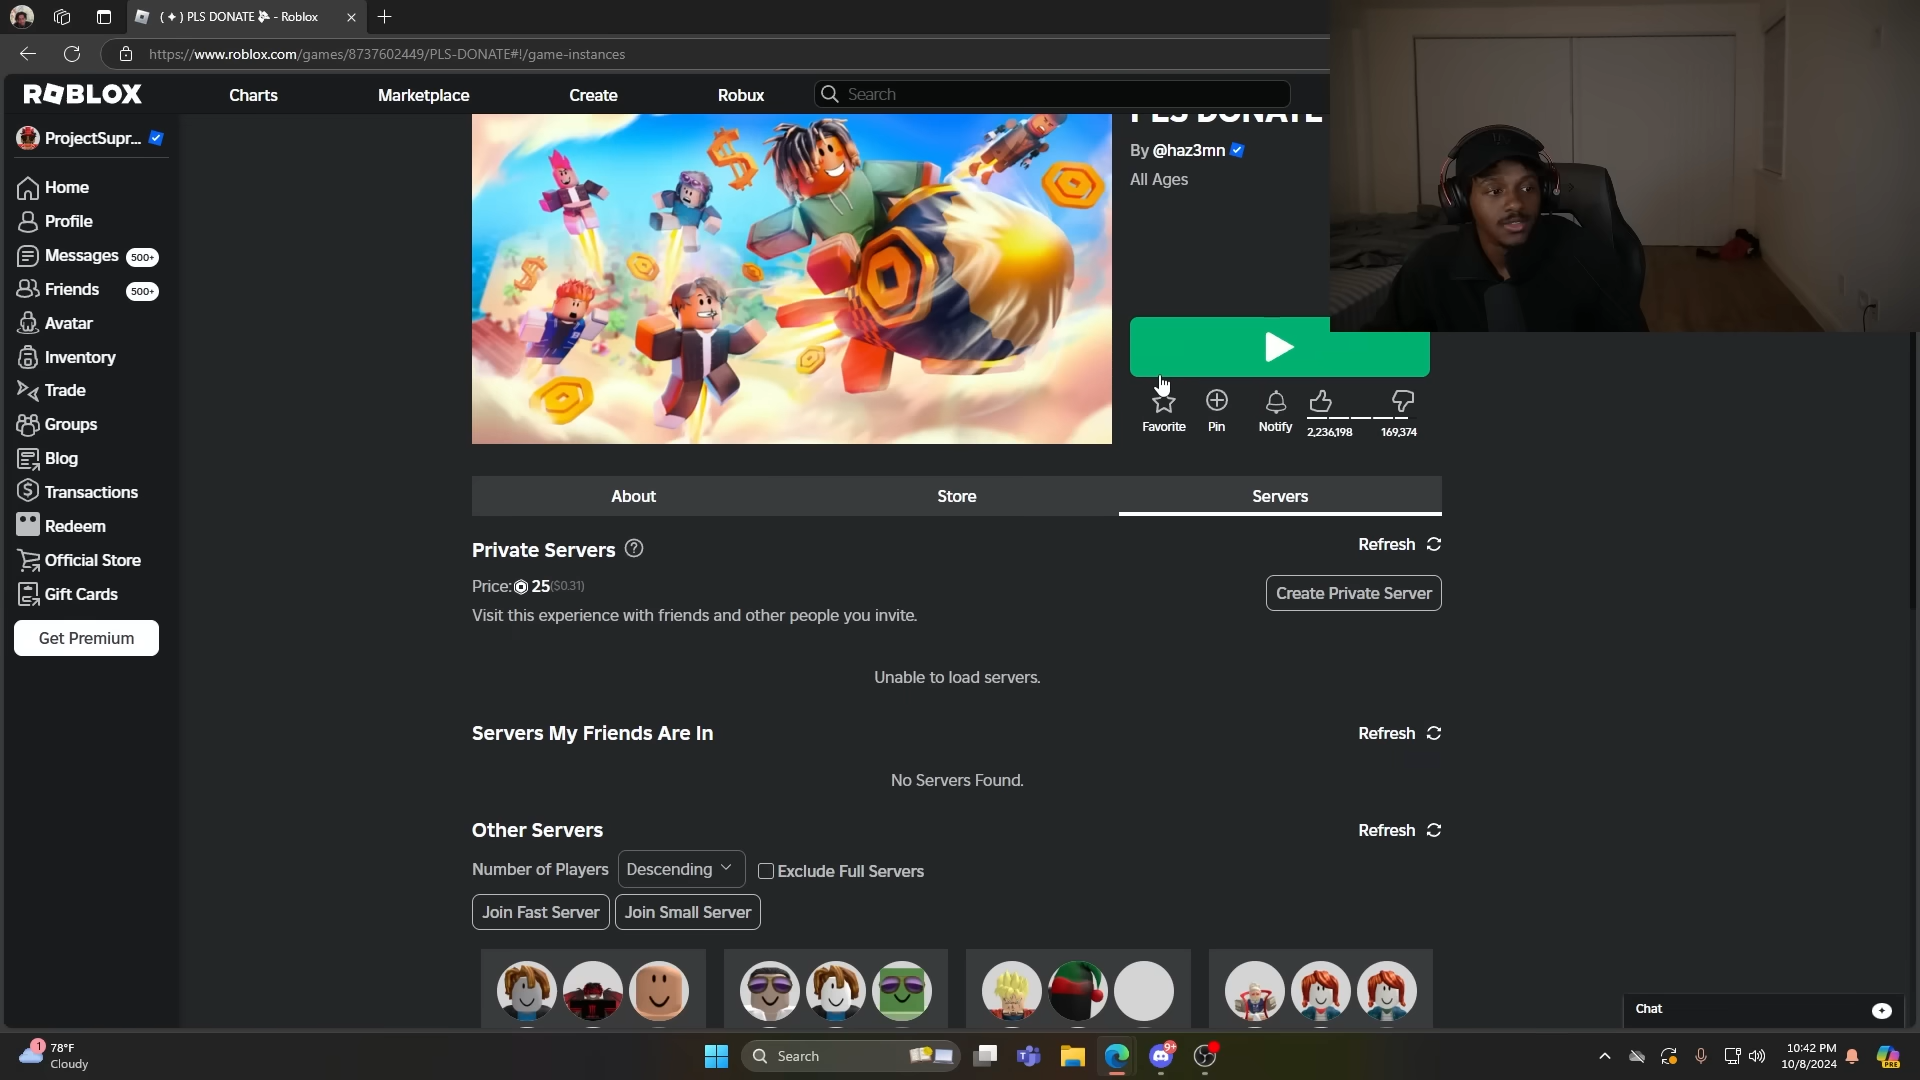 ( ✦ ) PLS DONATE 💸 - Roblox
https://www.roblox.com/games/8737602449/PLS-DONATE#!/game-instances
ROBLOX
Charts
Marketplace
Create
Robux
Search
ProjectSupr...
Home
Profile
Messages 500+
Friends 500+
Avatar
Inventory
Trade
Groups
Blog
Transactions
Redeem
Official Store
Gift Cards
Get Premium
PLS DONATE
By @haz3mn
All Ages
Favorite
Pin
Notify
2,236,198
169,374
About
Store
Servers
Private Servers
Refresh
Price: 25($0.31)
Create Private Server
Visit this experience with friends and other people you invite.
Unable to load servers.
Servers My Friends Are In
Refresh
No Servers Found.
Other Servers
Refresh
Number of Players
Descending
Exclude Full Servers
Join Fast Server
Join Small Server
Chat
1
78°F
Cloudy
Search
9+
10:42 PM
10/8/2024
PRE